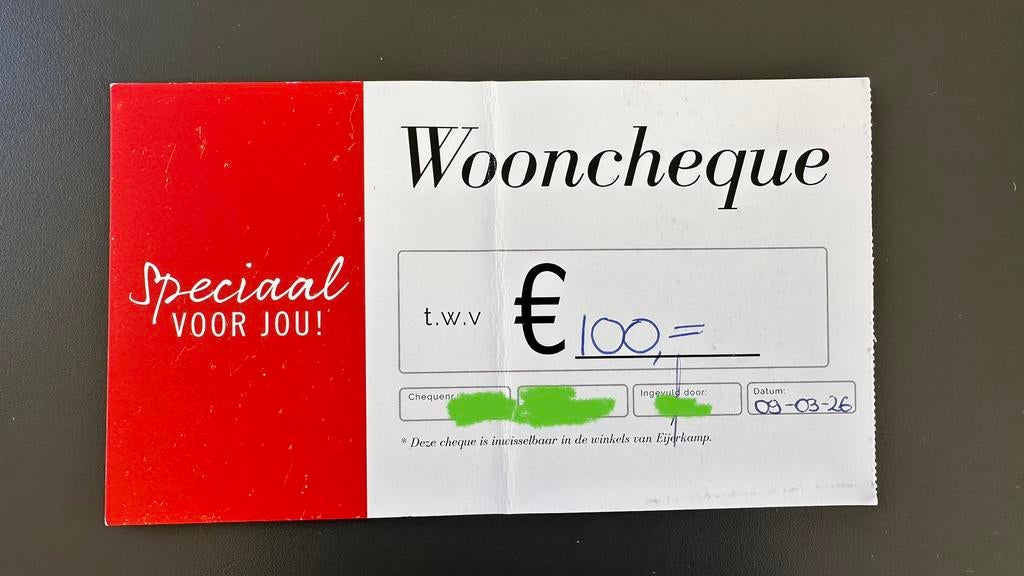 Speciaal
VOOR JOU!
Wooncheque
t.w.v € 100,=
Chequenr.:
Ingevuld door:
Datum:
09-03-26
* Deze cheque is inwisselbaar in de winkels van Eijerkamp.